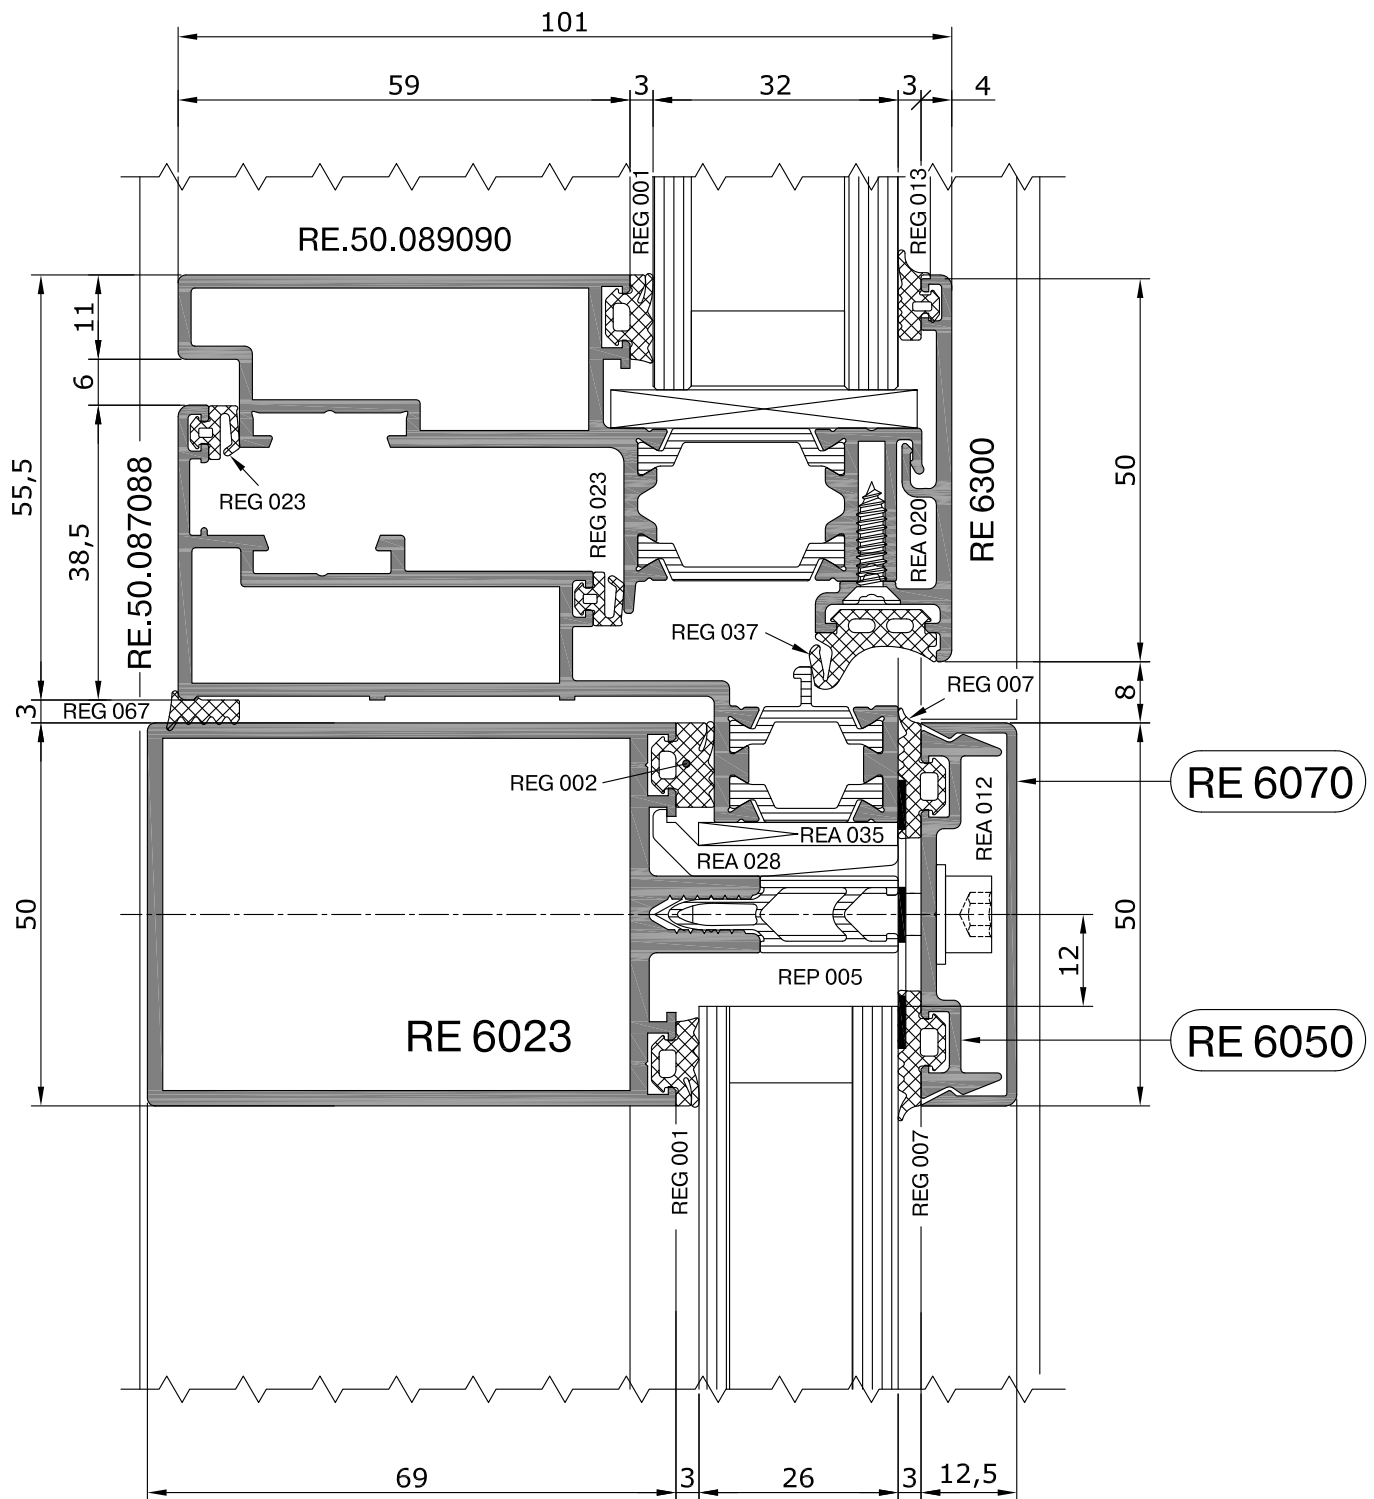 101
59
3
32
3
4
REG 001
REG 013
RE.50.089090
11
6
55,5
38,5
RE.50.087088
REG 023
REG 023
REA 020
RE 6300
50
REG 037
REG 007
8
3
REG 067
REG 002
REA 035
REA 028
REA 012
RE 6070
50
50
12
REP 005
RE 6023
RE 6050
REG 001
REG 007
69
3
26
3
12,5